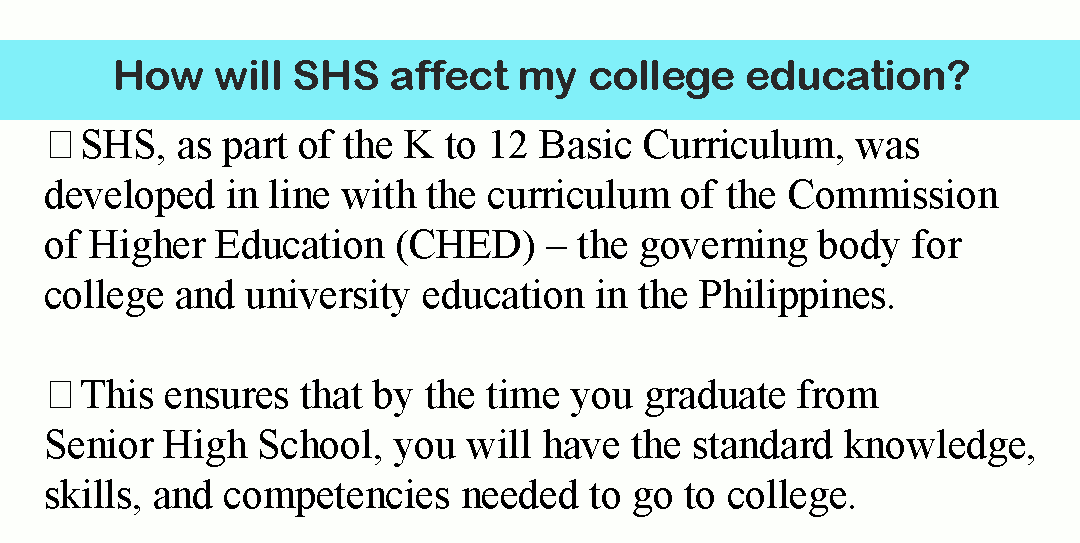 How will SHS affect my college education?
□SHS, as part of the K to 12 Basic Curriculum, was
developed in line with the curriculum of the Commission
of Higher Education (CHED) – the governing body for
college and university education in the Philippines.
□This ensures that by the time you graduate from
Senior High School, you will have the standard knowledge,
skills, and competencies needed to go to college.